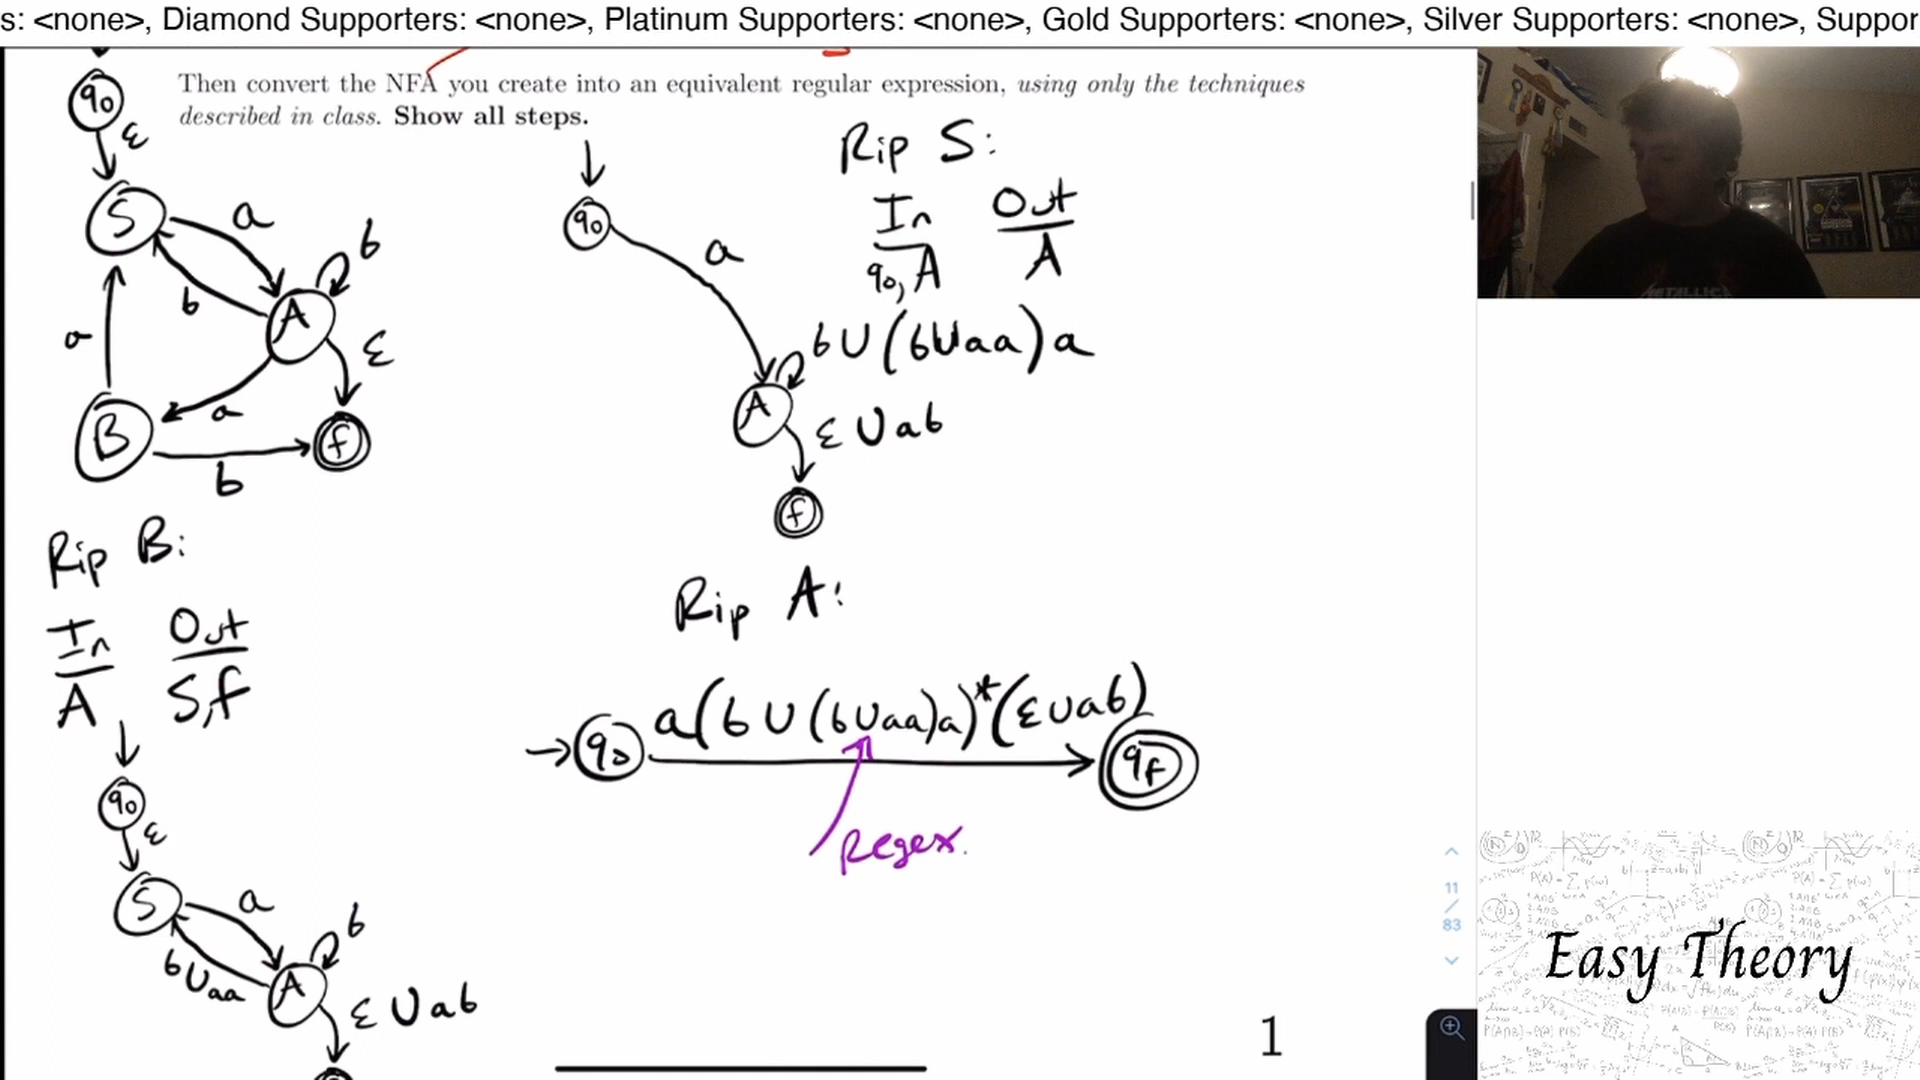 s: <none>, Diamond Supporters: <none>, Platinum Supporters: <none>, Gold Supporters: <none>, Silver Supporters: <none>, Suppor
Then convert the NFA you create into an equivalent regular expression, using only the techniques
described in class. Show all steps.
q0
ε
S
a
b
b
A
a
ε
B
a
f
b
Rip B:
In Out
A S,f
q0
ε
S
a
b
b∪aa
A
ε ∪ ab
q0
a
b∪(b∪aa)a
A
ε ∪ ab
f
Rip S:
In Out
q0, A A
Rip A:
q0 a(b ∪ (b∪aa)a)*(ε∪ab) qf
Regex.
1
11
/
83
METALLICA
Easy Theory